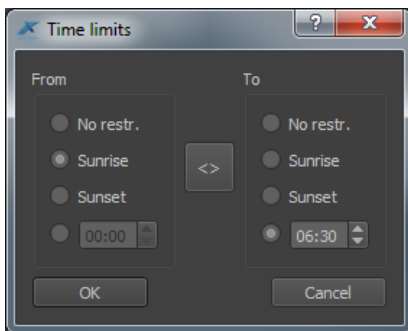 Time limits
From To
No restr. No restr.
Sunrise <> Sunrise
Sunset Sunset
00:00 06:30
OK Cancel